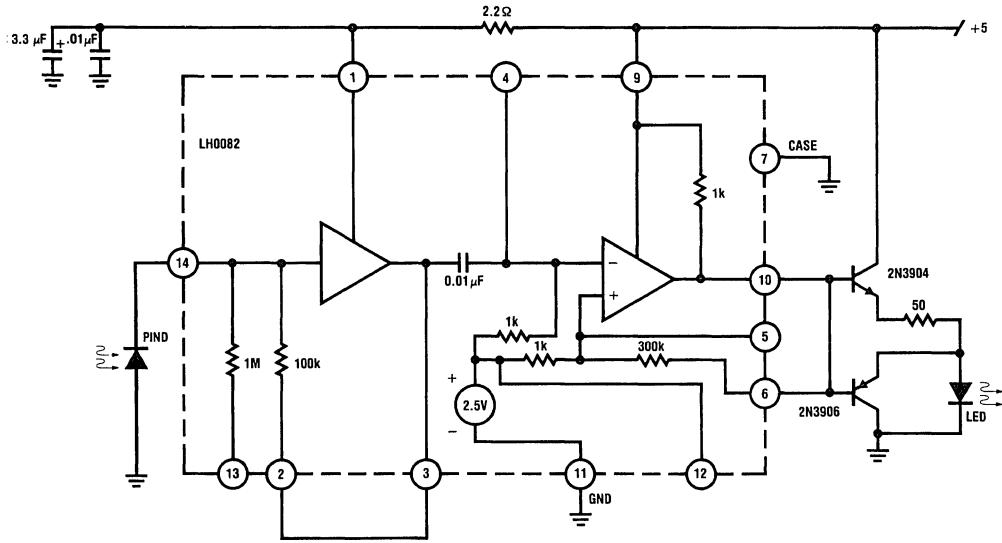 2.2Ω
3.3 μF
+
.01μF
+5
1
4
9
LH0082
7
CASE
1k
14
0.01μF
−
+
10
2N3904
50
PIND
1M
100k
1k
1k
300k
5
6
2N3906
LED
+
2.5V
−
13
2
3
11
GND
12